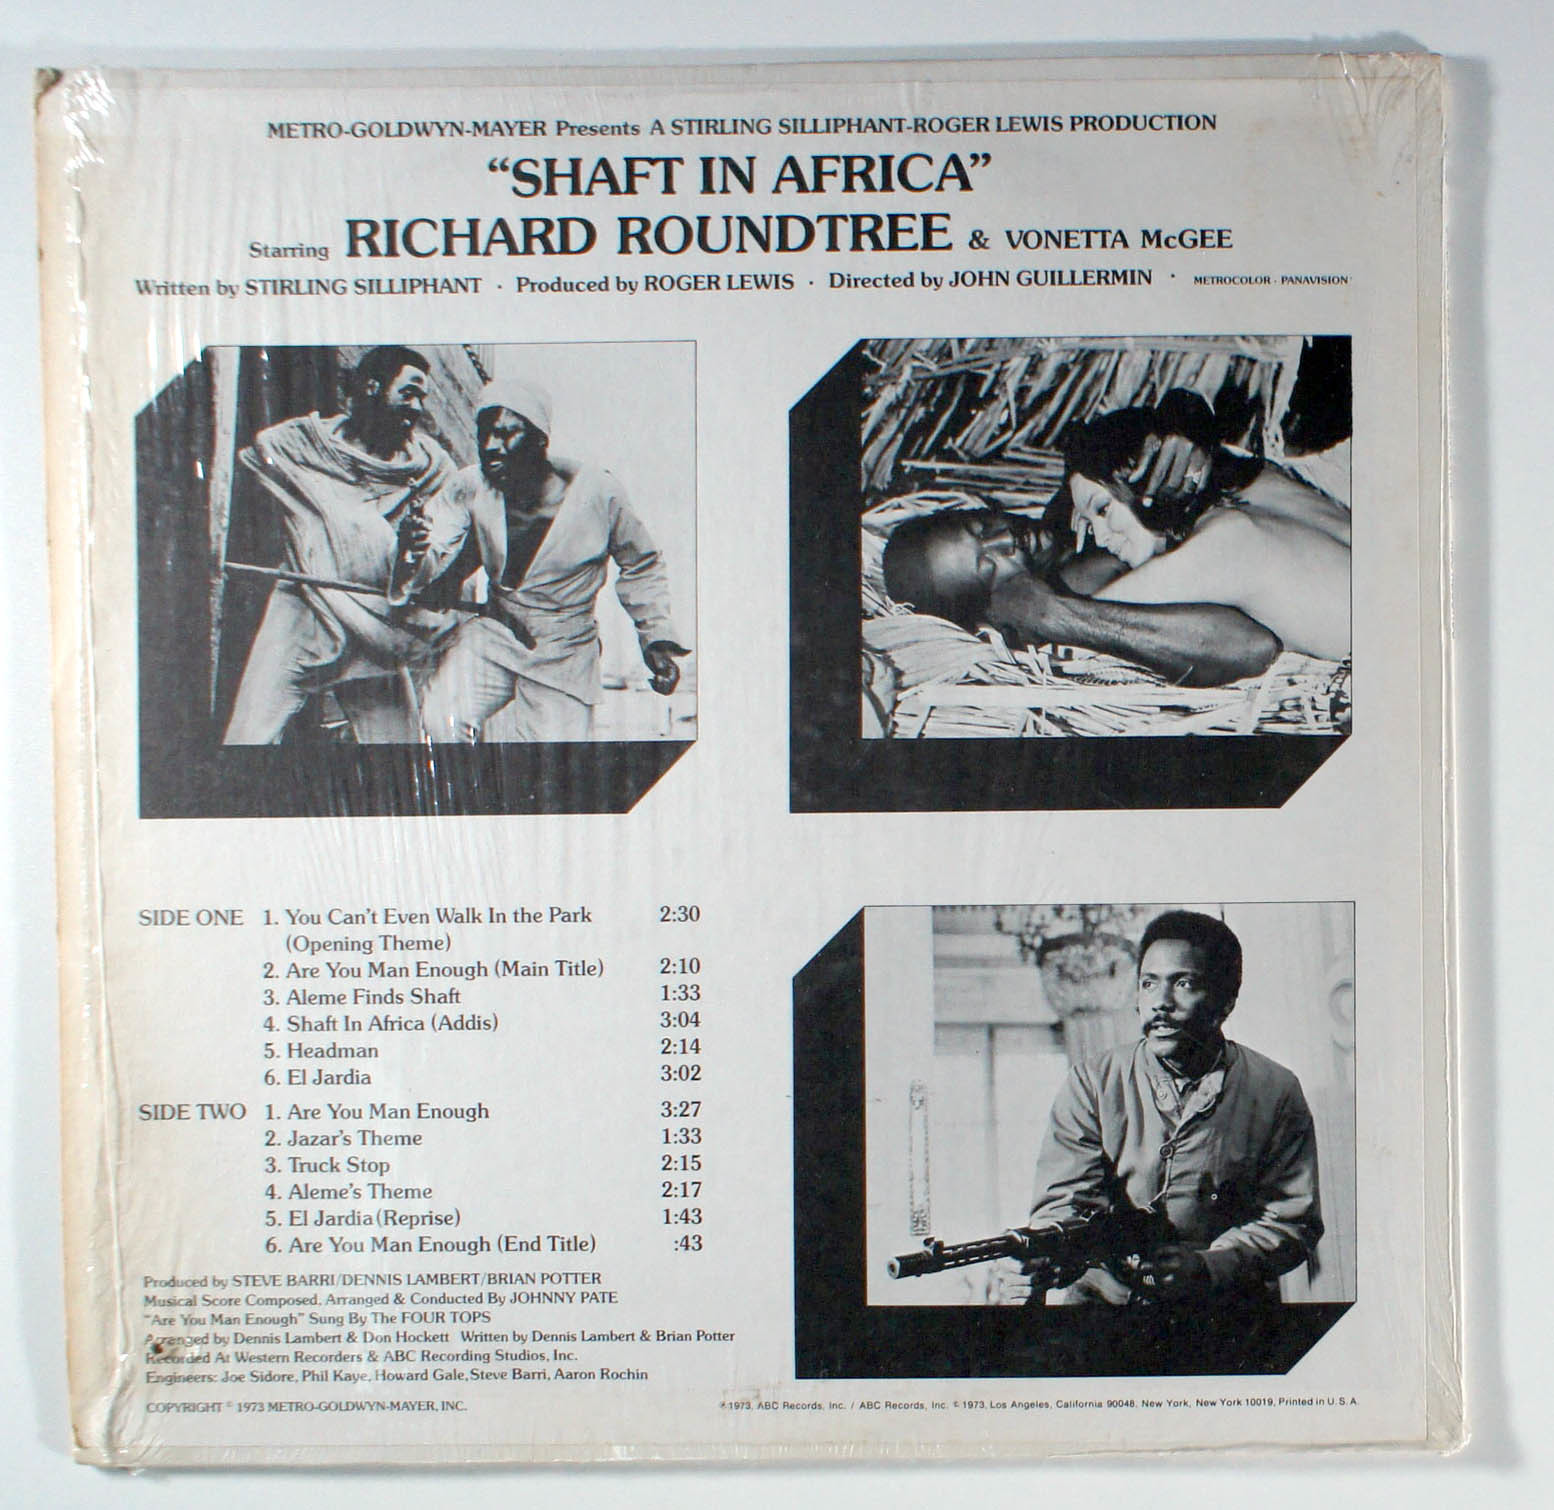 METRO-GOLDWYN-MAYER Presents A STIRLING SILLIPHANT-ROGER LEWIS PRODUCTION
“SHAFT IN AFRICA”
Starring RICHARD ROUNDTREE & VONETTA McGEE
Written by STIRLING SILLIPHANT · Produced by ROGER LEWIS · Directed by JOHN GUILLERMIN · METROCOLOR · PANAVISION®
SIDE ONE 1. You Can't Even Walk In the Park 2:30
(Opening Theme)
2. Are You Man Enough (Main Title) 2:10
3. Aleme Finds Shaft 1:33
4. Shaft In Africa (Addis) 3:04
5. Headman 2:14
6. El Jardia 3:02
SIDE TWO 1. Are You Man Enough 3:27
2. Jazar's Theme 1:33
3. Truck Stop 2:15
4. Aleme's Theme 2:17
5. El Jardia (Reprise) 1:43
6. Are You Man Enough (End Title) :43
Produced by STEVE BARRI/DENNIS LAMBERT/BRIAN POTTER
Musical Score Composed, Arranged & Conducted By JOHNNY PATE
"Are You Man Enough" Sung By The FOUR TOPS
Arranged by Dennis Lambert & Don Hockett Written by Dennis Lambert & Brian Potter
Recorded At Western Recorders & ABC Recording Studios, Inc.
Engineers: Joe Sidore, Phil Kaye, Howard Gale, Steve Barri, Aaron Rochin
COPYRIGHT © 1973 METRO-GOLDWYN-MAYER, INC.
℗ 1973, ABC Records, Inc. / ABC Records, Inc. © 1973, Los Angeles, California 90048, New York, New York 10019, Printed in U.S.A.